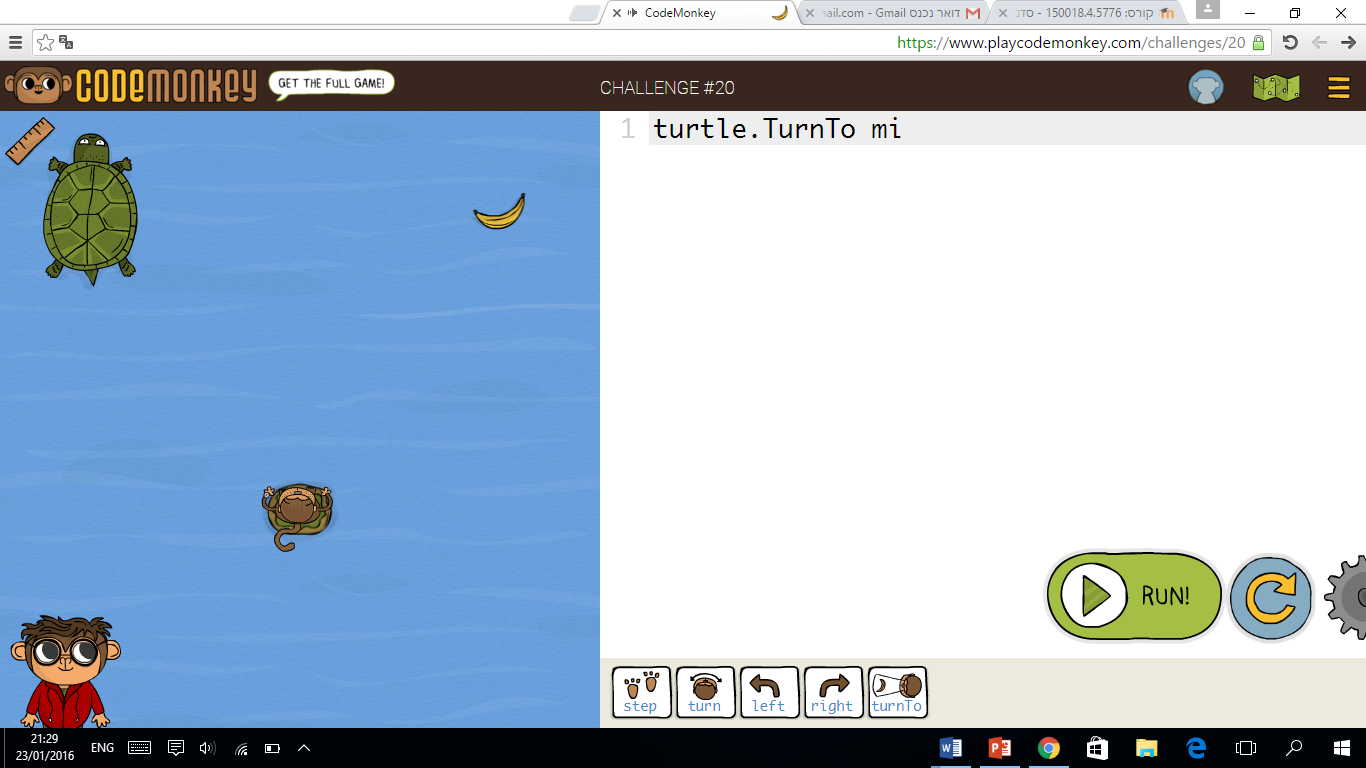 CodeMonkey
דואר נכנס - Gmail
ail.com
קורס: 150018.4.5776 - סדנ
https://www.playcodemonkey.com/challenges/20
CODEMONKEY
GET THE FULL GAME!
CHALLENGE #20
1 turtle.TurnTo mi
RUN!
step
turn
left
right
turnTo
21:29
23/01/2016
ENG